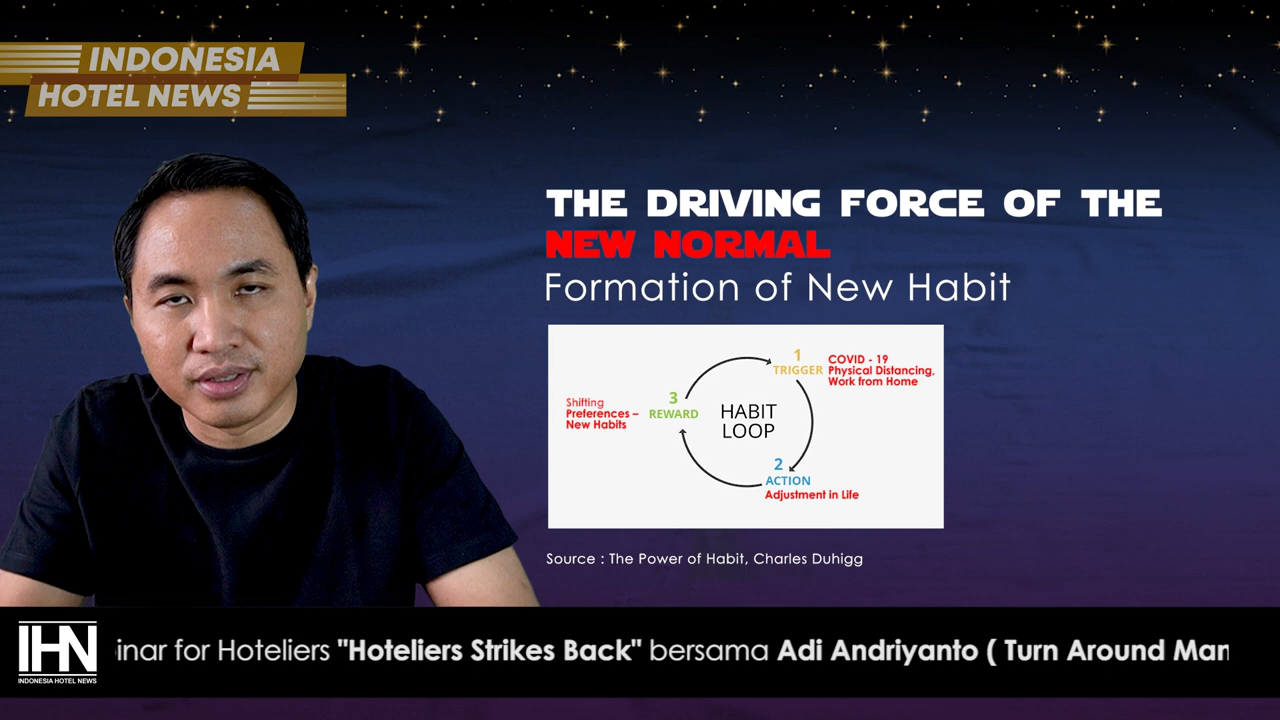 INDONESIA
HOTEL NEWS
THE DRIVING FORCE OF THE
NEW NORMAL
Formation of New Habit
1
TRIGGER
COVID - 19
Physical Distancing,
Work from Home
3
REWARD
Shifting
Preferences –
New Habits
HABIT
LOOP
2
ACTION
Adjustment in Life
Source : The Power of Habit, Charles Duhigg
IHN
INDONESIA HOTEL NEWS
for Hoteliers "Hoteliers Strikes Back" bersama Adi Andriyanto ( Turn Around